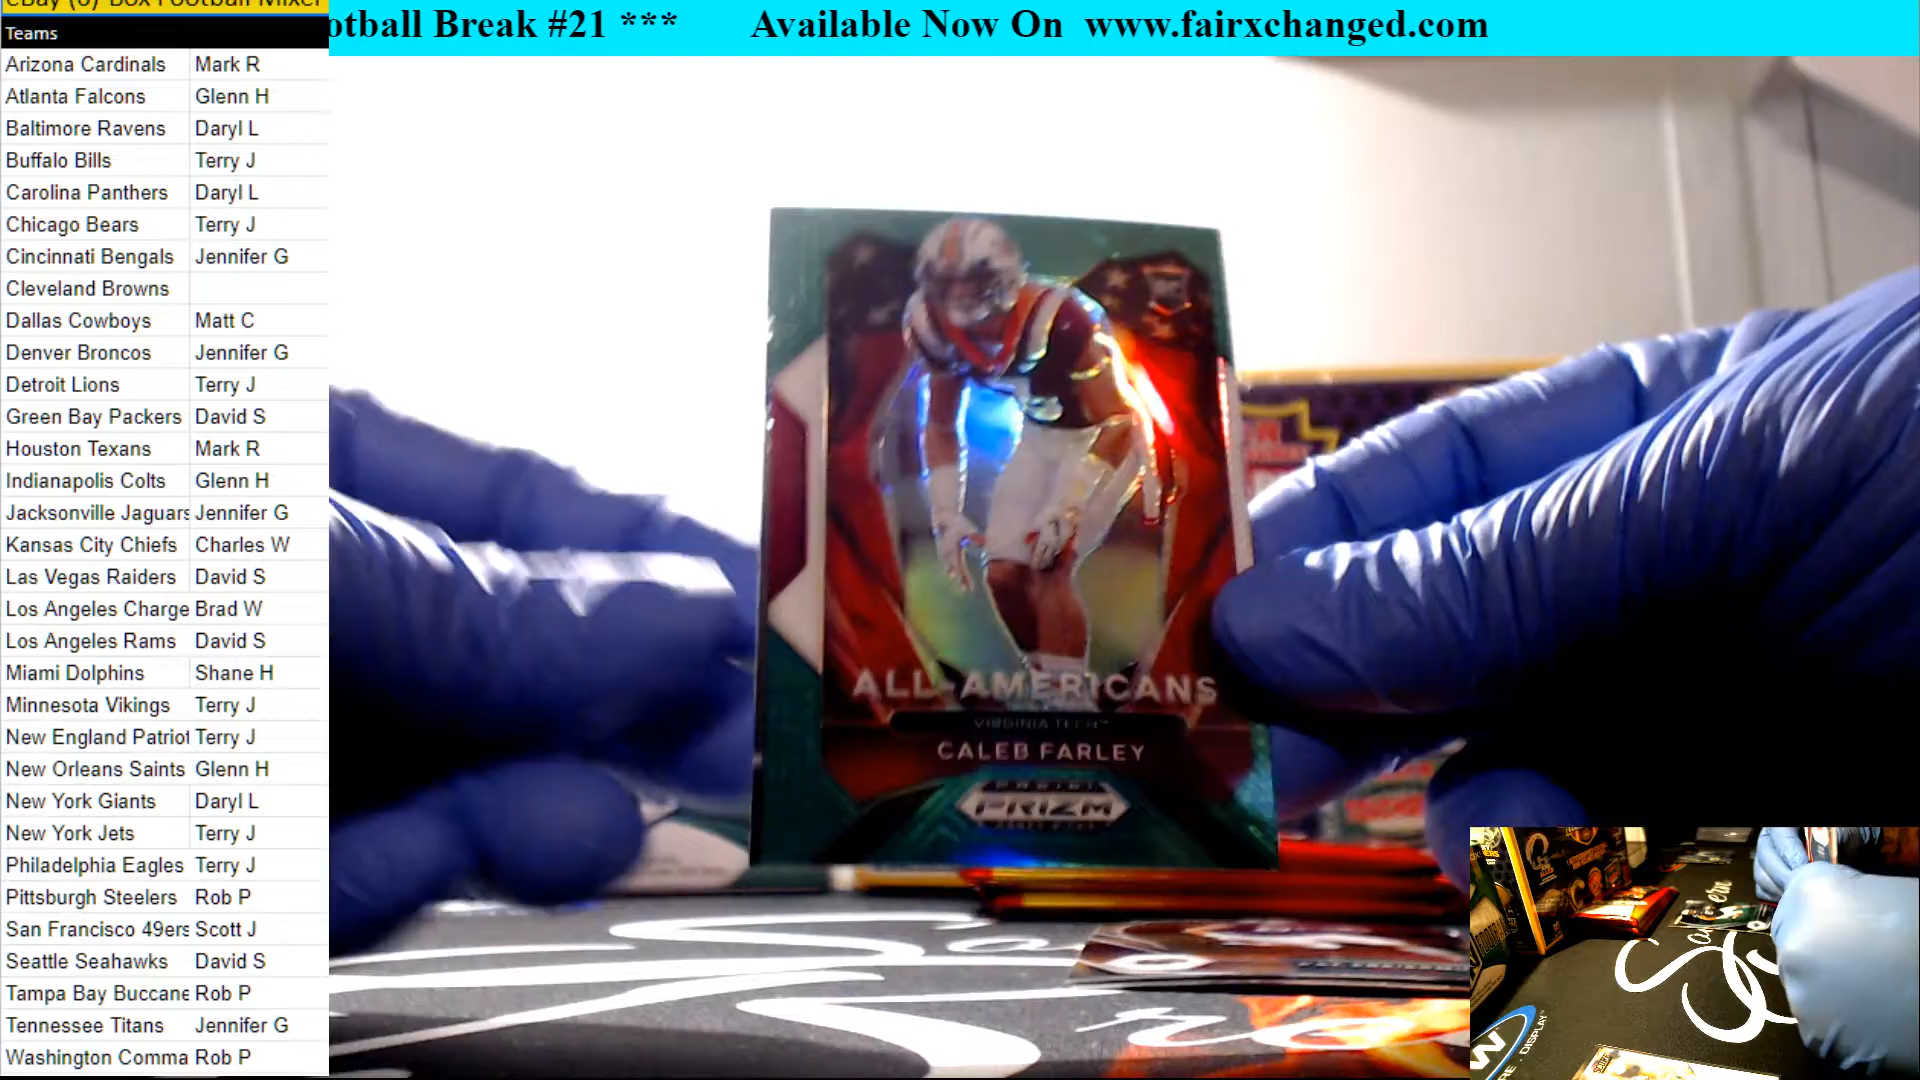 eBay (6) Box Football Mixer
otball Break #21 *** Available Now On www.fairxchanged.com
Teams
Arizona Cardinals Mark R
Atlanta Falcons Glenn H
Baltimore Ravens Daryl L
Buffalo Bills Terry J
Carolina Panthers Daryl L
Chicago Bears Terry J
Cincinnati Bengals Jennifer G
Cleveland Browns
Dallas Cowboys Matt C
Denver Broncos Jennifer G
Detroit Lions Terry J
Green Bay Packers David S
Houston Texans Mark R
Indianapolis Colts Glenn H
Jacksonville Jaguars Jennifer G
Kansas City Chiefs Charles W
Las Vegas Raiders David S
Los Angeles Charge Brad W
Los Angeles Rams David S
Miami Dolphins Shane H
Minnesota Vikings Terry J
New England Patriot Terry J
New Orleans Saints Glenn H
New York Giants Daryl L
New York Jets Terry J
Philadelphia Eagles Terry J
Pittsburgh Steelers Rob P
San Francisco 49ers Scott J
Seattle Seahawks David S
Tampa Bay Buccane Rob P
Tennessee Titans Jennifer G
Washington Comma Rob P
ALL-AMERICANS
VIRGINIA TECH™
CALEB FARLEY
PANINI
PRIZM
DISPLAY